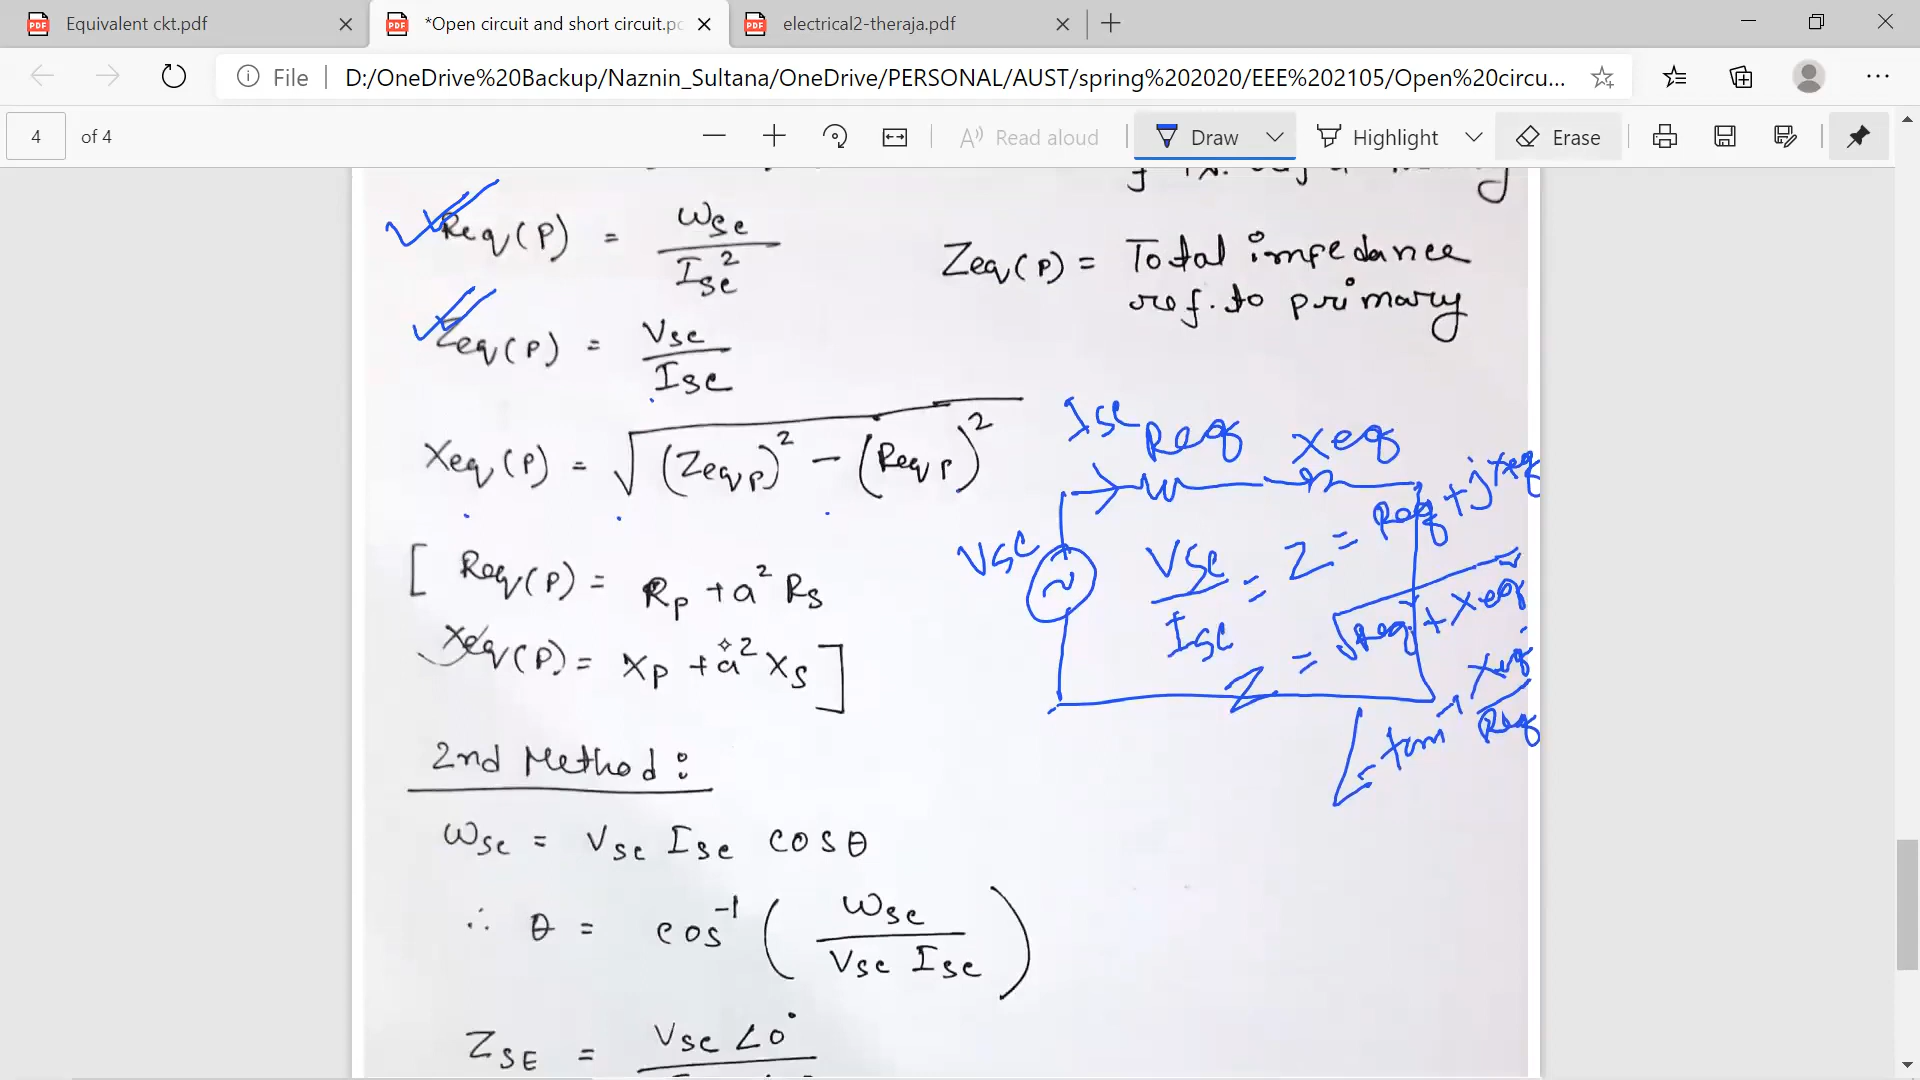 Equivalent ckt.pdf
*Open circuit and short circuit.pd
electrical2-theraja.pdf
File
D:/OneDrive%20Backup/Naznin_Sultana/OneDrive/PERSONAL/AUST/spring%202020/EEE%202105/Open%20circu...
4 of 4
Read aloud
Draw
Highlight
Erase
Req(P) = Wsc / Isc²
Zeq(P) = Total impedance
ref. to primary
Zeq(P) = Vsc / Isc
Xeq(P) = √(Zeqp)² - (Reqp)²
[ Req(P) = Rp + a² Rs
Xeq(P) = Xp + a² Xs ]
Isc Req Xeq
Vsc ~
Vsc / Isc = Z = Req + jXeq
Z = √Req² + Xeq²
∠ tan⁻¹ Xeq / Req
2nd Method :
Wsc = Vsc Isc cosθ
∴ θ = cos⁻¹ ( Wsc / Vsc Isc )
ZSE = Vsc ∠0°